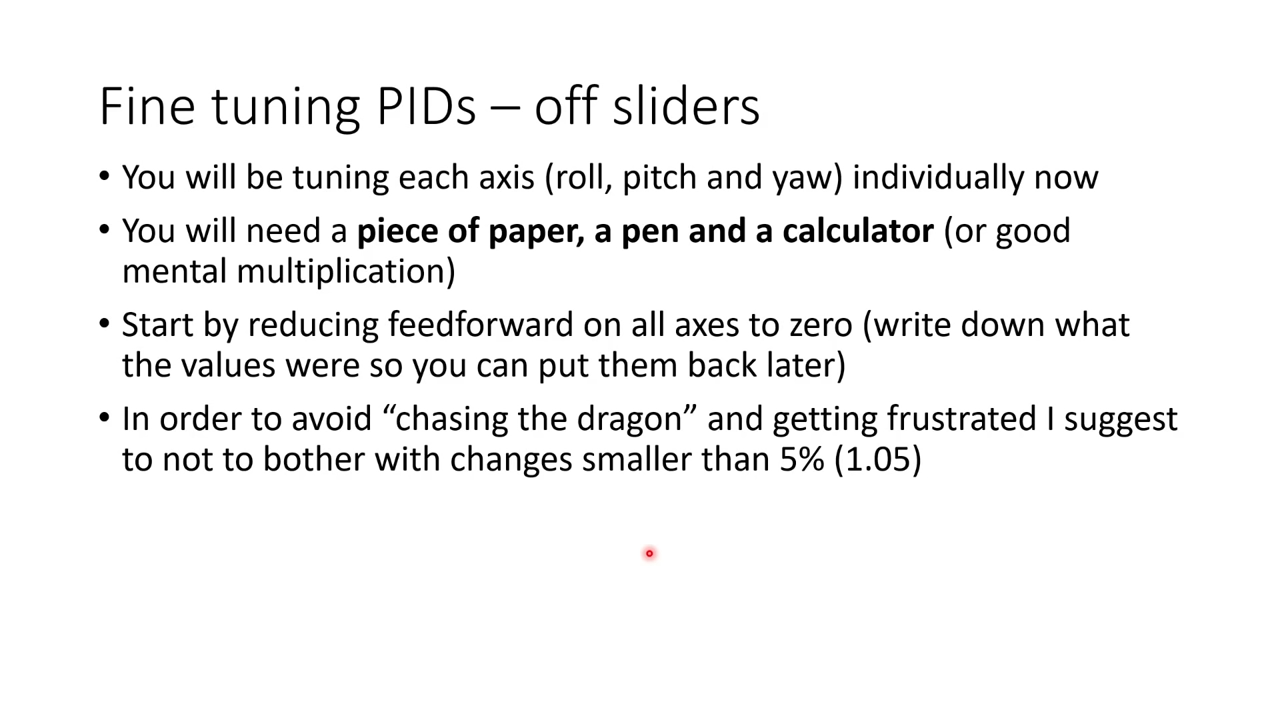 Fine tuning PIDs – off sliders
• You will be tuning each axis (roll, pitch and yaw) individually now
• You will need a piece of paper, a pen and a calculator (or good
mental multiplication)
• Start by reducing feedforward on all axes to zero (write down what
the values were so you can put them back later)
• In order to avoid “chasing the dragon” and getting frustrated I suggest
to not to bother with changes smaller than 5% (1.05)